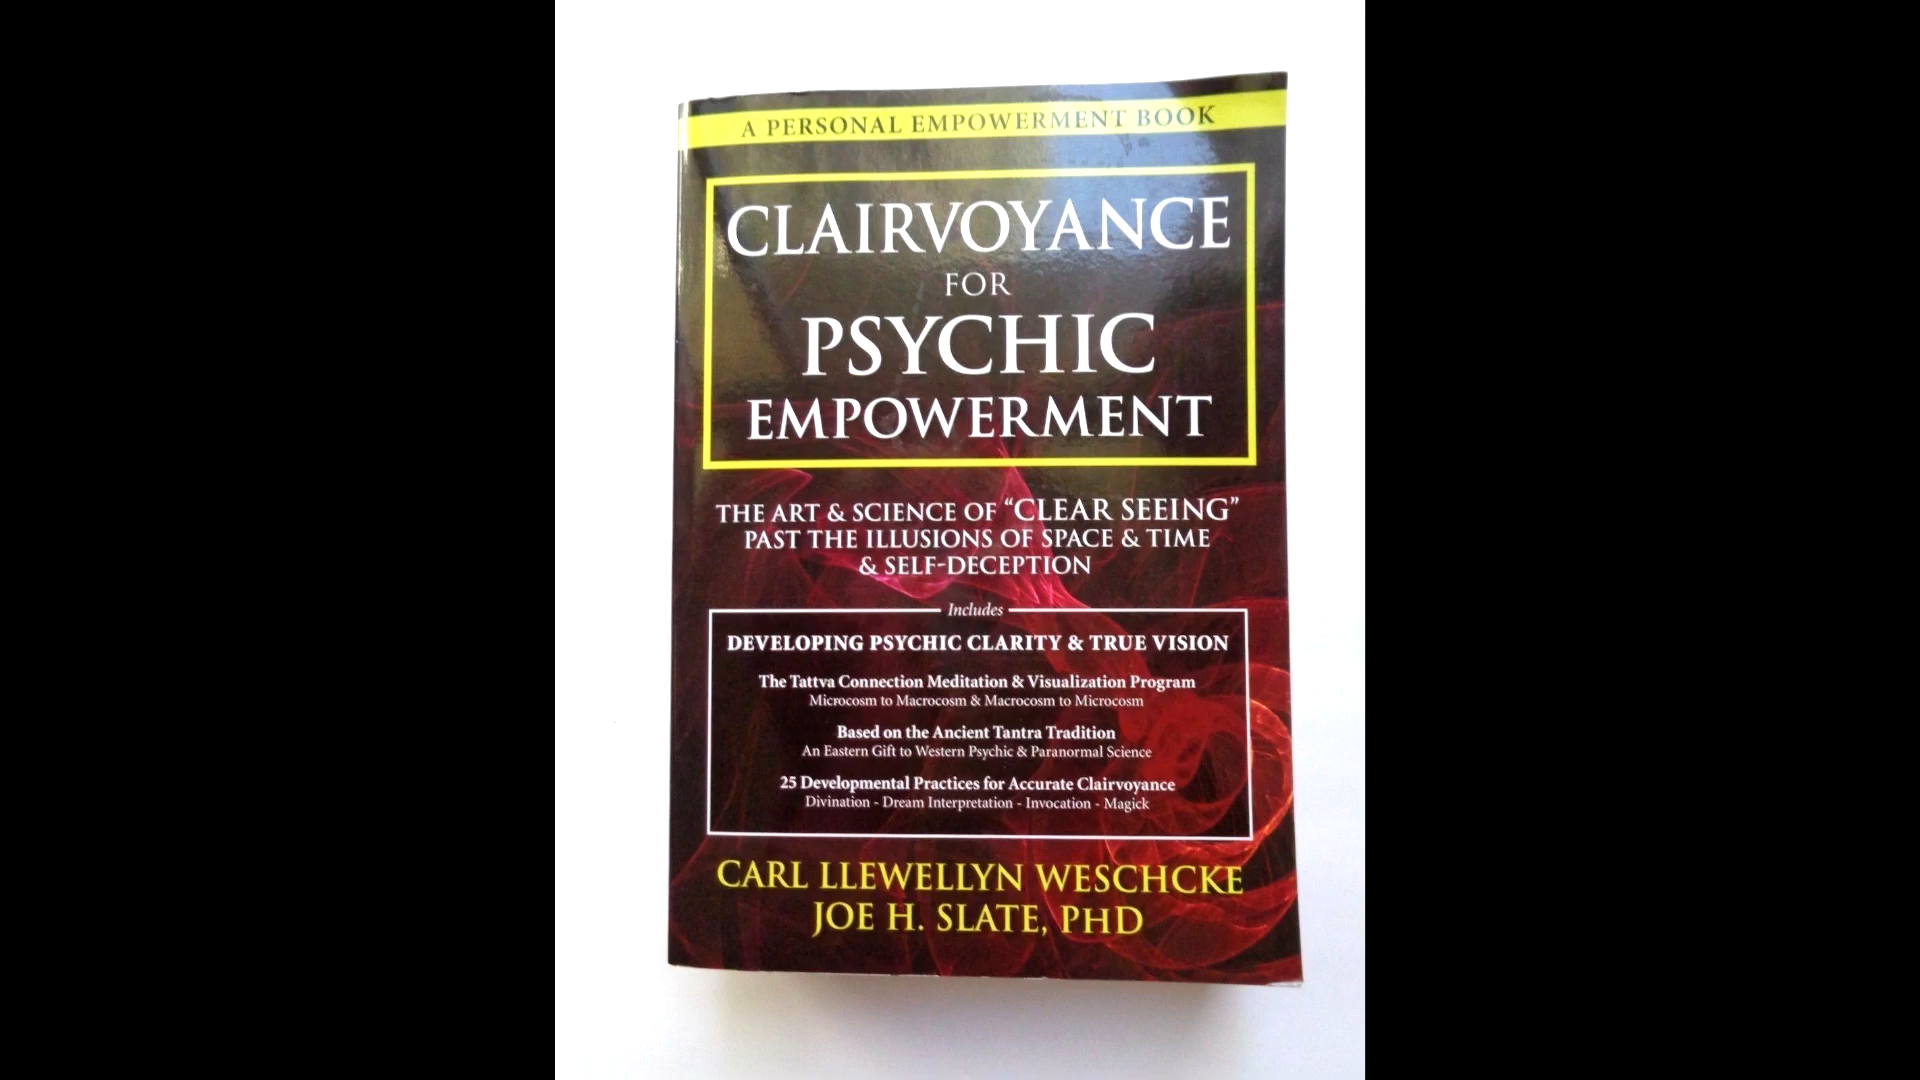 A PERSONAL EMPOWERMENT BOOK
CLAIRVOYANCE
FOR
PSYCHIC
EMPOWERMENT
THE ART & SCIENCE OF “CLEAR SEEING”
PAST THE ILLUSIONS OF SPACE & TIME
& SELF-DECEPTION
Includes
DEVELOPING PSYCHIC CLARITY & TRUE VISION
The Tattva Connection Meditation & Visualization Program
Microcosm to Macrocosm & Macrocosm to Microcosm
Based on the Ancient Tantra Tradition
An Eastern Gift to Western Psychic & Paranormal Science
25 Developmental Practices for Accurate Clairvoyance
Divination - Dream Interpretation - Invocation - Magick
CARL LLEWELLYN WESCHCKE
JOE H. SLATE, PHD